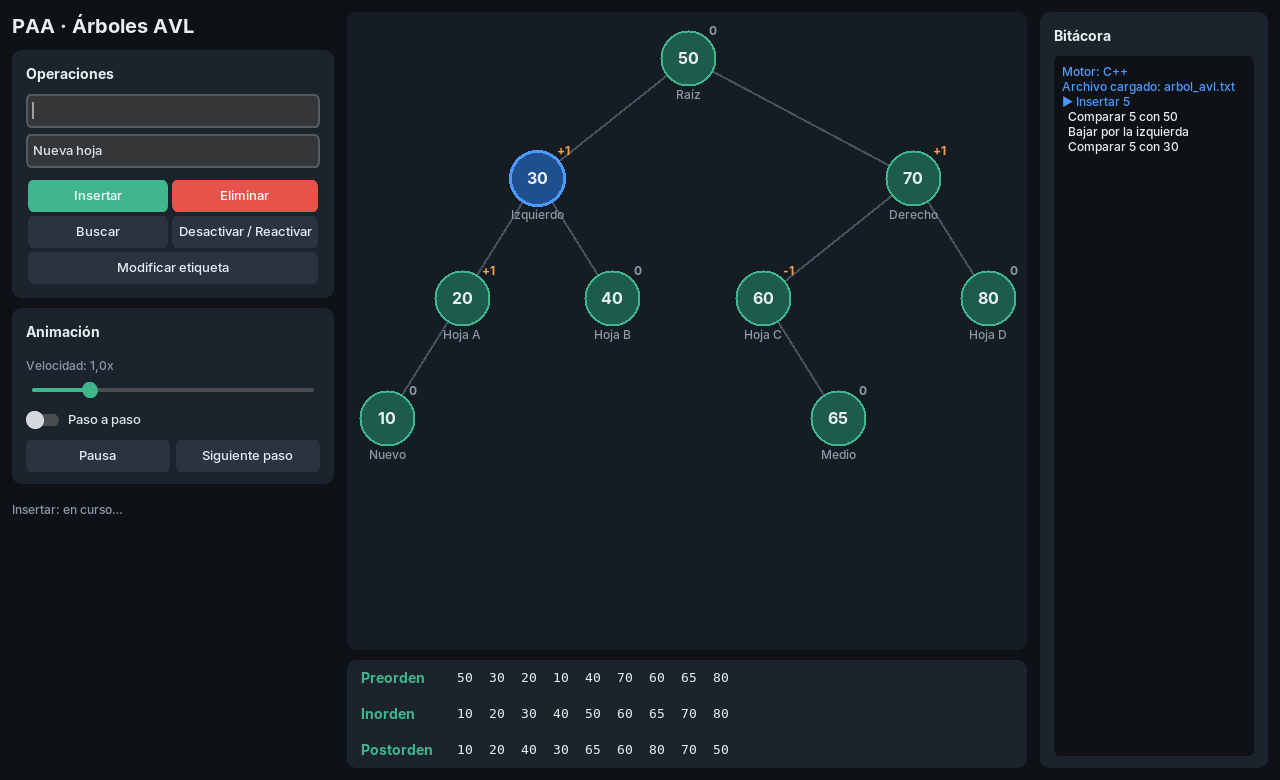 PAA · Árboles AVL
Operaciones
Nueva hoja
Insertar
Eliminar
Buscar
Desactivar / Reactivar
Modificar etiqueta
Animación
Velocidad: 1,0x
Paso a paso
Pausa
Siguiente paso
Insertar: en curso...
0
50
Raíz
+1
30
Izquierdo
+1
70
Derecho
+1
20
Hoja A
0
40
Hoja B
-1
60
Hoja C
0
80
Hoja D
0
10
Nuevo
0
65
Medio
Preorden 50 30 20 10 40 70 60 65 80
Inorden 10 20 30 40 50 60 65 70 80
Postorden 10 20 40 30 65 60 80 70 50
Bitácora
Motor: C++
Archivo cargado: arbol_avl.txt
▶ Insertar 5
Comparar 5 con 50
Bajar por la izquierda
Comparar 5 con 30